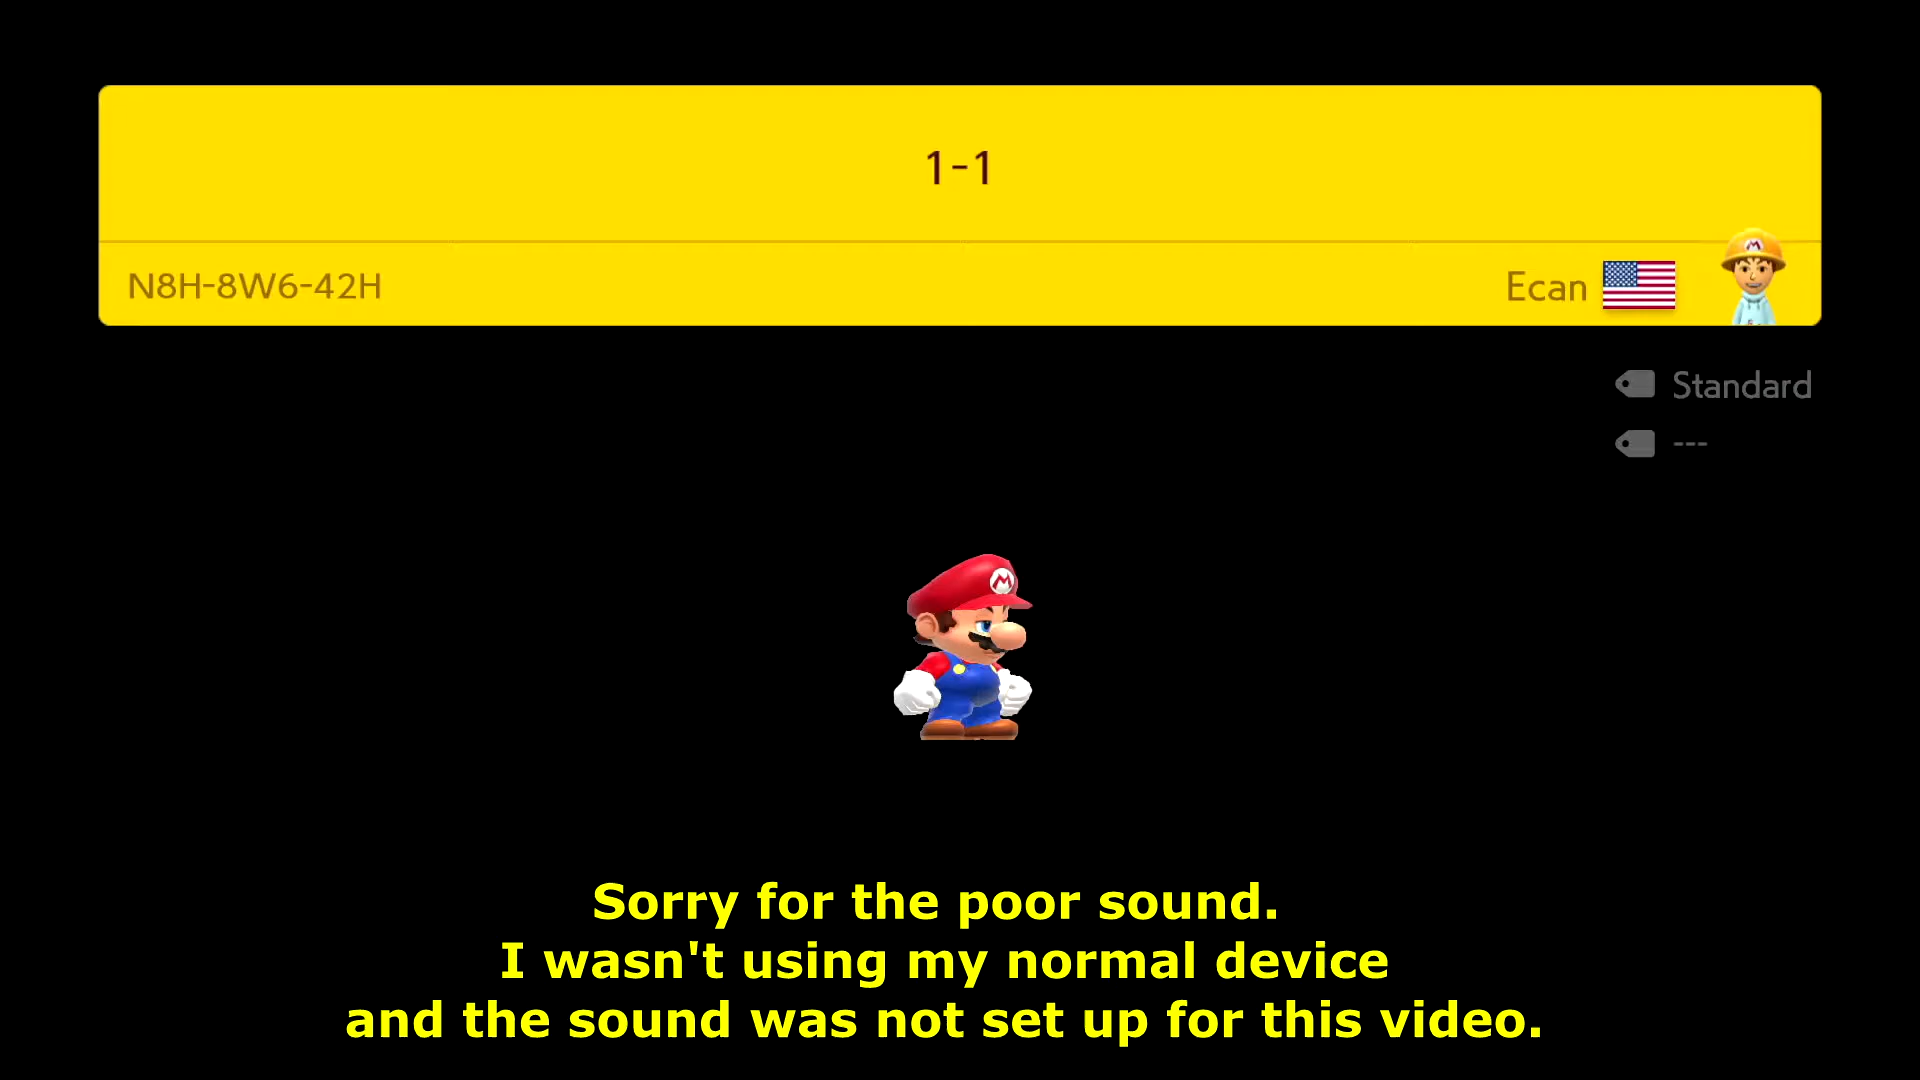 1-1
N8H-8W6-42H
Ecan
Standard
---
Sorry for the poor sound.
I wasn't using my normal device
and the sound was not set up for this video.